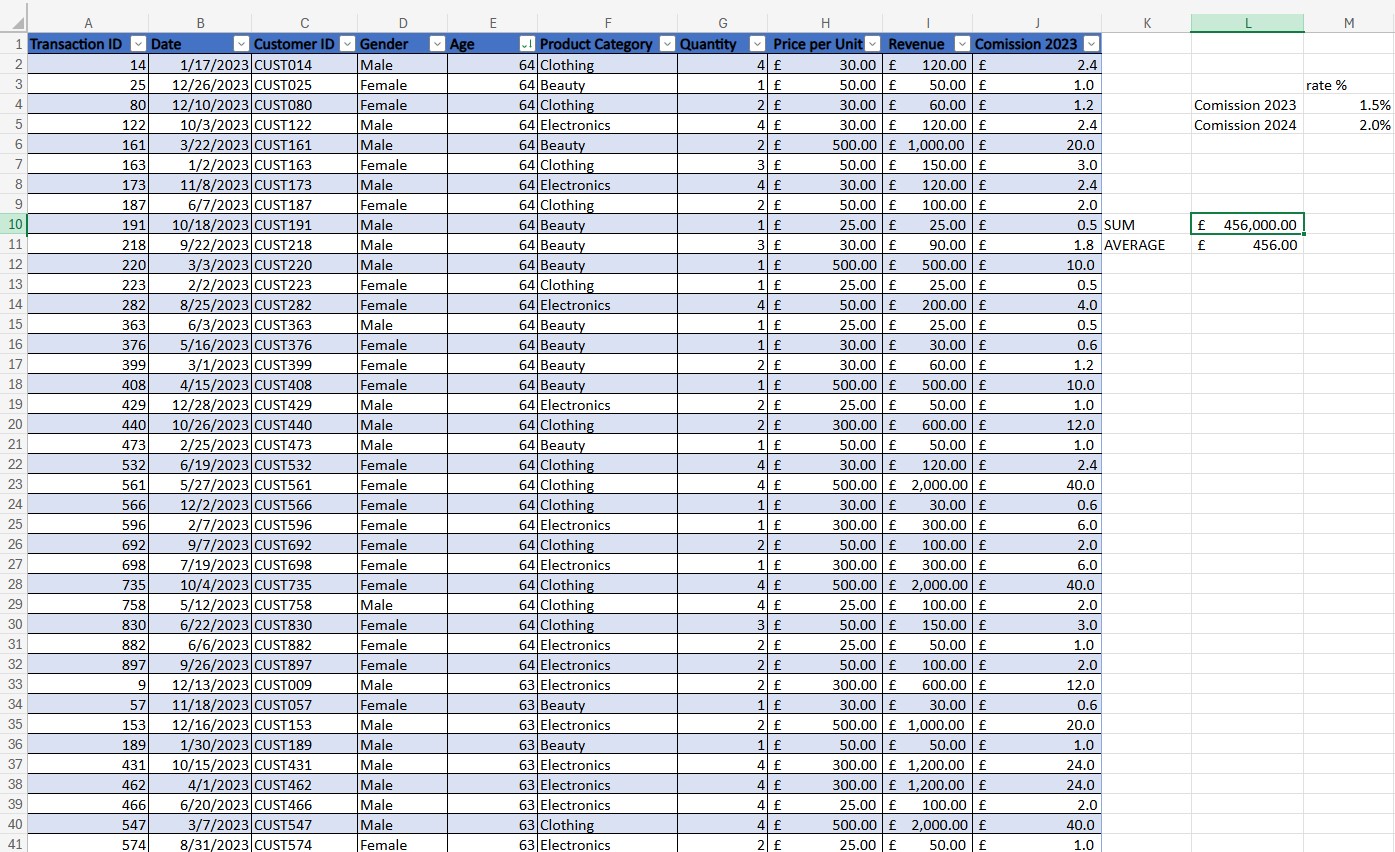 A B C D E F G H I J K L M
1 Transaction ID Date Customer ID Gender Age Product Category Quantity Price per Unit Revenue Comission 2023
2 14 1/17/2023 CUST014 Male 64 Clothing 4 £ 30.00 £ 120.00 £ 2.4
3 25 12/26/2023 CUST025 Female 64 Beauty 1 £ 50.00 £ 50.00 £ 1.0 rate %
4 80 12/10/2023 CUST080 Female 64 Clothing 2 £ 30.00 £ 60.00 £ 1.2 Comission 2023 1.5%
5 122 10/3/2023 CUST122 Male 64 Electronics 4 £ 30.00 £ 120.00 £ 2.4 Comission 2024 2.0%
6 161 3/22/2023 CUST161 Male 64 Beauty 2 £ 500.00 £ 1,000.00 £ 20.0
7 163 1/2/2023 CUST163 Female 64 Clothing 3 £ 50.00 £ 150.00 £ 3.0
8 173 11/8/2023 CUST173 Male 64 Electronics 4 £ 30.00 £ 120.00 £ 2.4
9 187 6/7/2023 CUST187 Female 64 Clothing 2 £ 50.00 £ 100.00 £ 2.0
10 191 10/18/2023 CUST191 Male 64 Beauty 1 £ 25.00 £ 25.00 £ 0.5 SUM £ 456,000.00
11 218 9/22/2023 CUST218 Male 64 Beauty 3 £ 30.00 £ 90.00 £ 1.8 AVERAGE £ 456.00
12 220 3/3/2023 CUST220 Male 64 Beauty 1 £ 500.00 £ 500.00 £ 10.0
13 223 2/2/2023 CUST223 Female 64 Clothing 1 £ 25.00 £ 25.00 £ 0.5
14 282 8/25/2023 CUST282 Female 64 Electronics 4 £ 50.00 £ 200.00 £ 4.0
15 363 6/3/2023 CUST363 Male 64 Beauty 1 £ 25.00 £ 25.00 £ 0.5
16 376 5/16/2023 CUST376 Female 64 Beauty 1 £ 30.00 £ 30.00 £ 0.6
17 399 3/1/2023 CUST399 Female 64 Beauty 2 £ 30.00 £ 60.00 £ 1.2
18 408 4/15/2023 CUST408 Female 64 Beauty 1 £ 500.00 £ 500.00 £ 10.0
19 429 12/28/2023 CUST429 Male 64 Electronics 2 £ 25.00 £ 50.00 £ 1.0
20 440 10/26/2023 CUST440 Male 64 Clothing 2 £ 300.00 £ 600.00 £ 12.0
21 473 2/25/2023 CUST473 Male 64 Beauty 1 £ 50.00 £ 50.00 £ 1.0
22 532 6/19/2023 CUST532 Female 64 Clothing 4 £ 30.00 £ 120.00 £ 2.4
23 561 5/27/2023 CUST561 Female 64 Clothing 4 £ 500.00 £ 2,000.00 £ 40.0
24 566 12/2/2023 CUST566 Female 64 Clothing 1 £ 30.00 £ 30.00 £ 0.6
25 596 2/7/2023 CUST596 Female 64 Electronics 1 £ 300.00 £ 300.00 £ 6.0
26 692 9/7/2023 CUST692 Female 64 Clothing 2 £ 50.00 £ 100.00 £ 2.0
27 698 7/19/2023 CUST698 Female 64 Electronics 1 £ 300.00 £ 300.00 £ 6.0
28 735 10/4/2023 CUST735 Female 64 Clothing 4 £ 500.00 £ 2,000.00 £ 40.0
29 758 5/12/2023 CUST758 Male 64 Clothing 4 £ 25.00 £ 100.00 £ 2.0
30 830 6/22/2023 CUST830 Female 64 Clothing 3 £ 50.00 £ 150.00 £ 3.0
31 882 6/6/2023 CUST882 Female 64 Electronics 2 £ 25.00 £ 50.00 £ 1.0
32 897 9/26/2023 CUST897 Female 64 Electronics 2 £ 50.00 £ 100.00 £ 2.0
33 9 12/13/2023 CUST009 Male 63 Electronics 2 £ 300.00 £ 600.00 £ 12.0
34 57 11/18/2023 CUST057 Female 63 Beauty 1 £ 30.00 £ 30.00 £ 0.6
35 153 12/16/2023 CUST153 Male 63 Electronics 2 £ 500.00 £ 1,000.00 £ 20.0
36 189 1/30/2023 CUST189 Male 63 Beauty 1 £ 50.00 £ 50.00 £ 1.0
37 431 10/15/2023 CUST431 Male 63 Electronics 4 £ 300.00 £ 1,200.00 £ 24.0
38 462 4/1/2023 CUST462 Male 63 Electronics 4 £ 300.00 £ 1,200.00 £ 24.0
39 466 6/20/2023 CUST466 Male 63 Electronics 4 £ 25.00 £ 100.00 £ 2.0
40 547 3/7/2023 CUST547 Male 63 Clothing 4 £ 500.00 £ 2,000.00 £ 40.0
41 574 8/31/2023 CUST574 Female 63 Electronics 2 £ 25.00 £ 50.00 £ 1.0